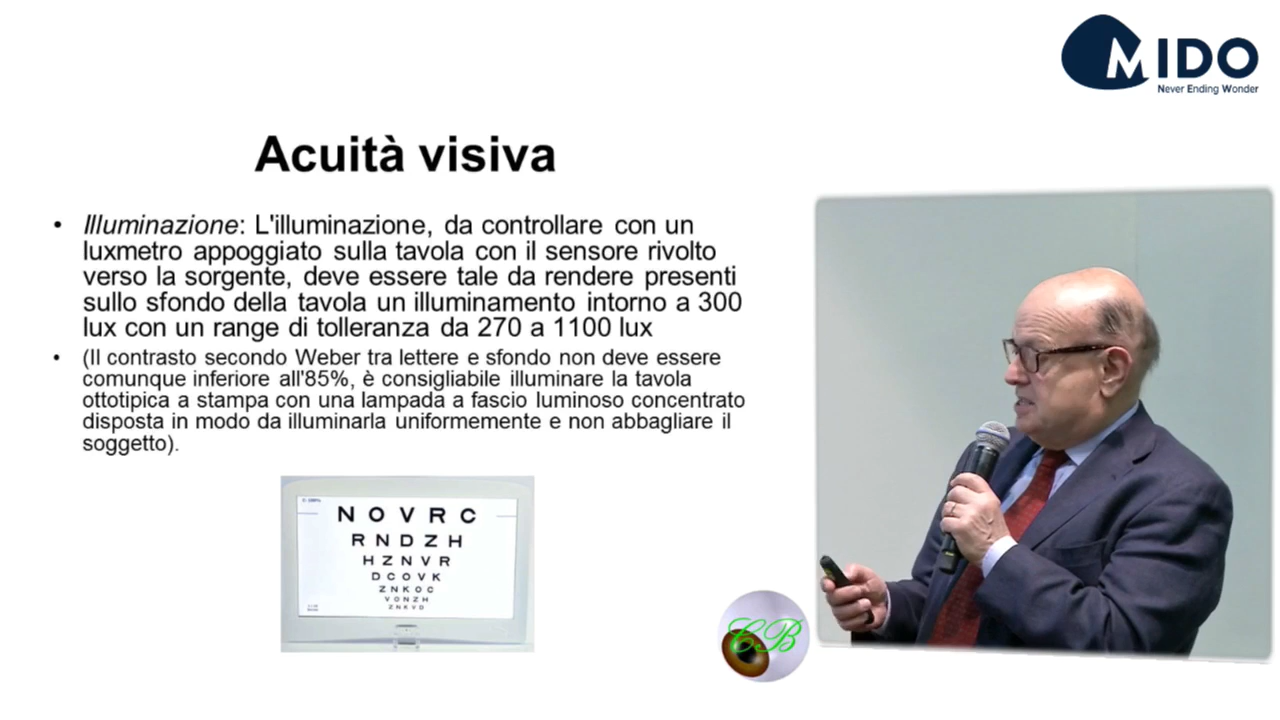 MIDO
Never Ending Wonder
Acuità visiva
• Illuminazione: L'illuminazione, da controllare con un
luxmetro appoggiato sulla tavola con il sensore rivolto
verso la sorgente, deve essere tale da rendere presenti
sullo sfondo della tavola un illuminamento intorno a 300
lux con un range di tolleranza da 270 a 1100 lux
• (Il contrasto secondo Weber tra lettere e sfondo non deve essere
comunque inferiore all'85%, è consigliabile illuminare la tavola
ottotipica a stampa con una lampada a fascio luminoso concentrato
disposta in modo da illuminarla uniformemente e non abbagliare il
soggetto).
N O V R C
R N D Z H
H Z N V R
D C O V K
Z N K O C
V O N Z H
Z N K V D
CB